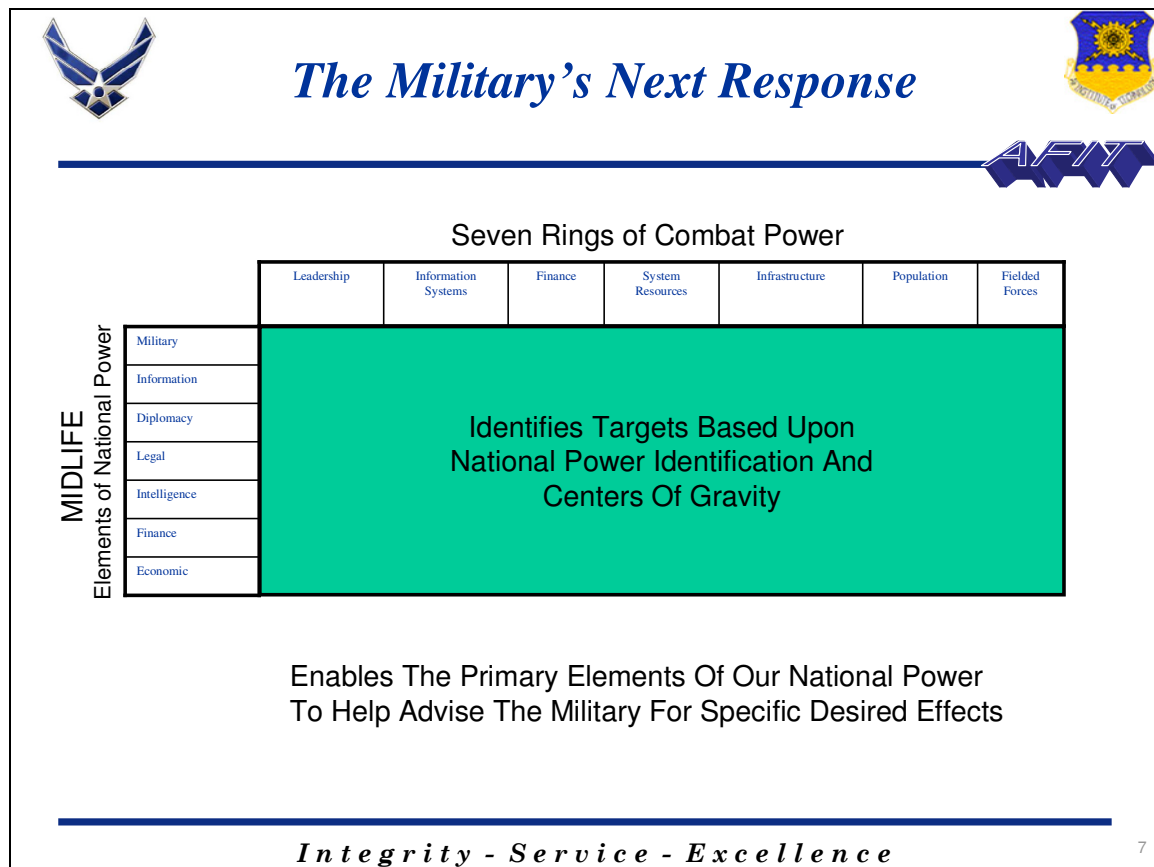 The Military's Next Response
AFIT
Seven Rings of Combat Power
Leadership
Information
Systems
Finance
System
Resources
Infrastructure
Population
Fielded
Forces
MIDLIFE
Elements of National Power
Military
Information
Diplomacy
Legal
Intelligence
Finance
Economic
Identifies Targets Based Upon
National Power Identification And
Centers Of Gravity
Enables The Primary Elements Of Our National Power
To Help Advise The Military For Specific Desired Effects
Integrity - Service - Excellence
7